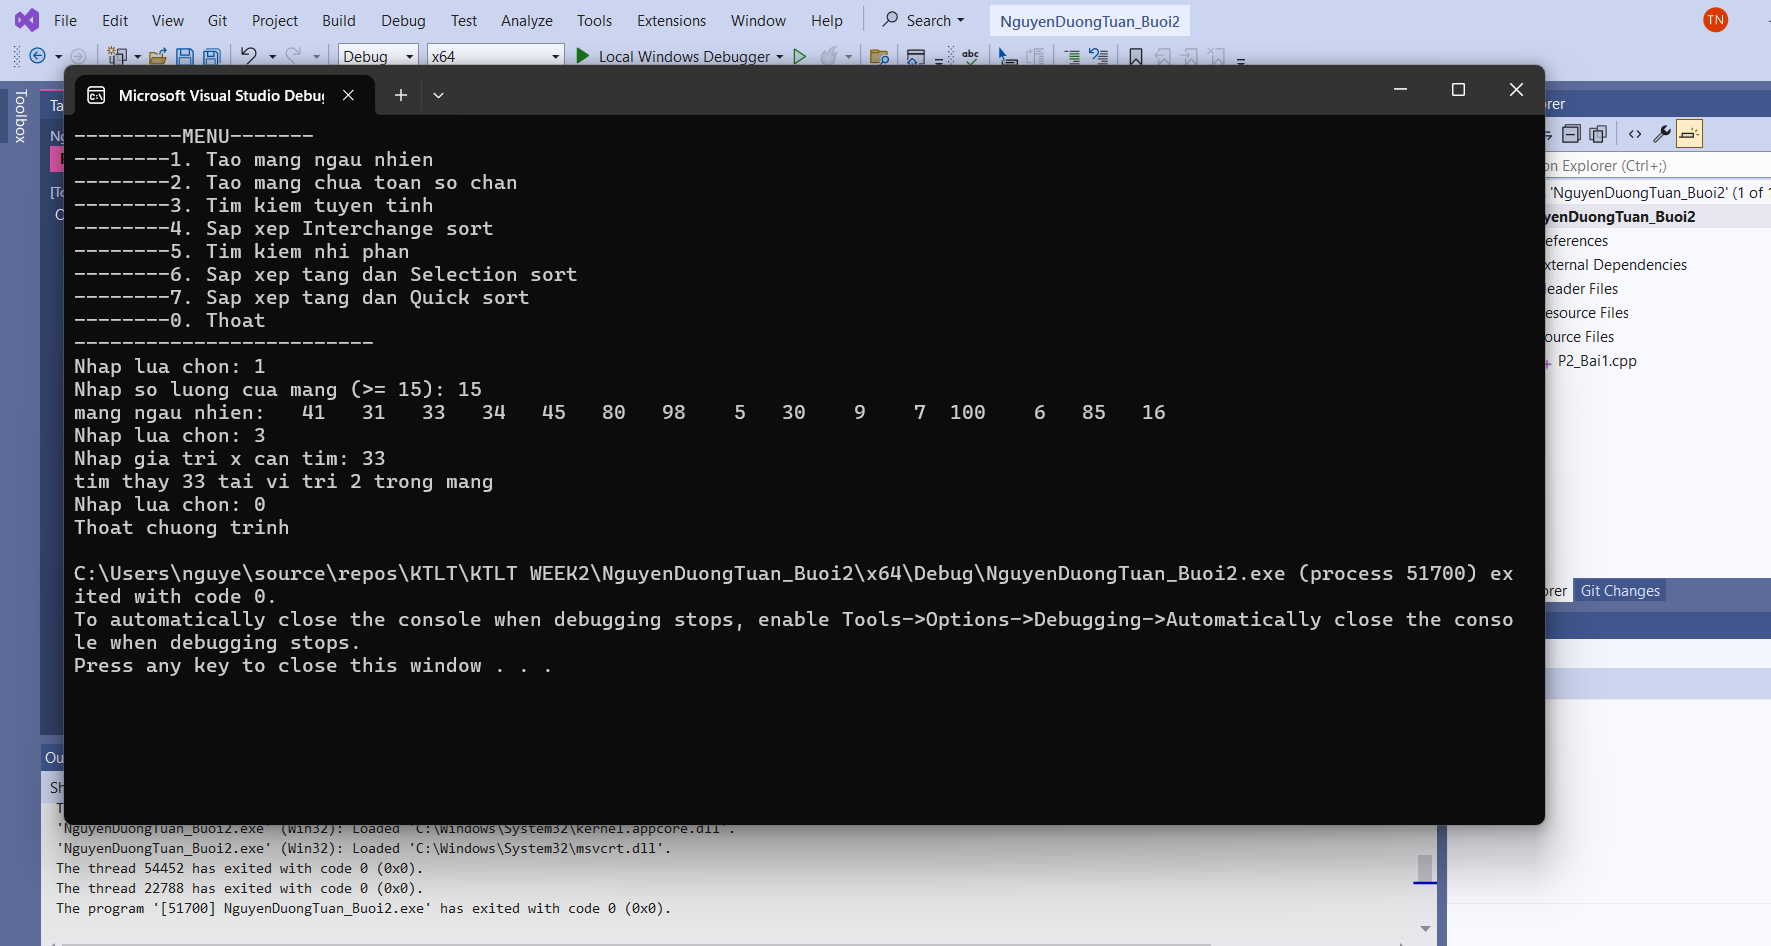 File Edit View Git Project Build Debug Test Analyze Tools Extensions Window Help Search NguyenDuongTuan_Buoi2 TN
Debug x64 Local Windows Debugger abc
Toolbox
Microsoft Visual Studio
---------MENU-------
--------1. Tao mang ngau nhien
--------2. Tao mang chua toan so chan
--------3. Tim kiem tuyen tinh
--------4. Sap xep Interchange sort
--------5. Tim kiem nhi phan
--------6. Sap xep tang dan Selection sort
--------7. Sap xep tang dan Quick sort
--------0. Thoat
-------------------------
Nhap lua chon: 1
Nhap so luong cua mang (>= 15): 15
mang ngau nhien:   41   31   33   34   45   80   98    5   30    9    7  100    6   85   16
Nhap lua chon: 3
Nhap gia tri x can tim: 33
tim thay 33 tai vi tri 2 trong mang
Nhap lua chon: 0
Thoat chuong trinh
C:\Users\nguye\source\repos\KTLT\KTLT WEEK2\NguyenDuongTuan_Buoi2\x64\Debug\NguyenDuongTuan_Buoi2.exe (process 51700) ex
ited with code 0.
To automatically close the console when debugging stops, enable Tools->Options->Debugging->Automatically close the conso
le when debugging stops.
Press any key to close this window . . .
Explorer (Ctrl+;)
'NguyenDuongTuan_Buoi2' (1 of
yenDuongTuan_Buoi2
eferences
xternal Dependencies
eader Files
esource Files
ource Files
P2_Bai1.cpp
Git Changes
'NguyenDuongTuan_Buoi2.exe' (Win32): Loaded 'C:\Windows\System32\kernel.appcore.dll'.
'NguyenDuongTuan_Buoi2.exe' (Win32): Loaded 'C:\Windows\System32\msvcrt.dll'.
The thread 54452 has exited with code 0 (0x0).
The thread 22788 has exited with code 0 (0x0).
The program '[51700] NguyenDuongTuan_Buoi2.exe' has exited with code 0 (0x0).